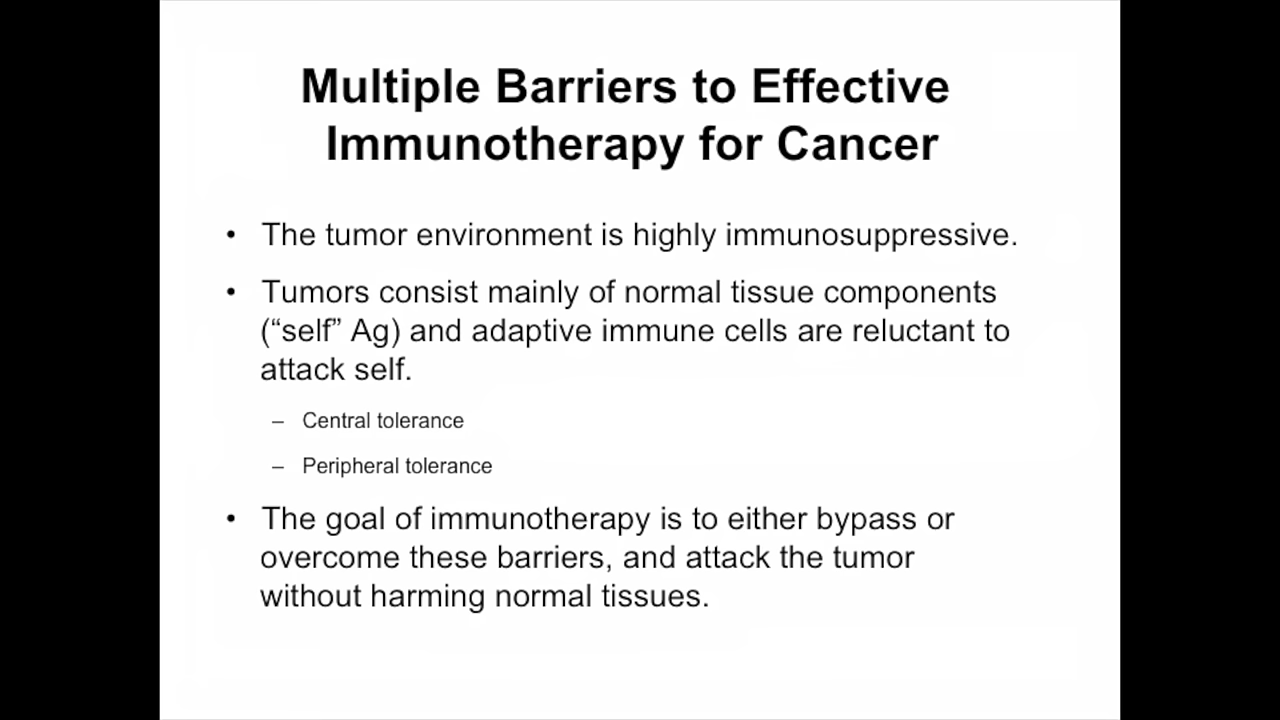 Multiple Barriers to Effective
Immunotherapy for Cancer
• The tumor environment is highly immunosuppressive.
• Tumors consist mainly of normal tissue components
(“self” Ag) and adaptive immune cells are reluctant to
attack self.
– Central tolerance
– Peripheral tolerance
• The goal of immunotherapy is to either bypass or
overcome these barriers, and attack the tumor
without harming normal tissues.